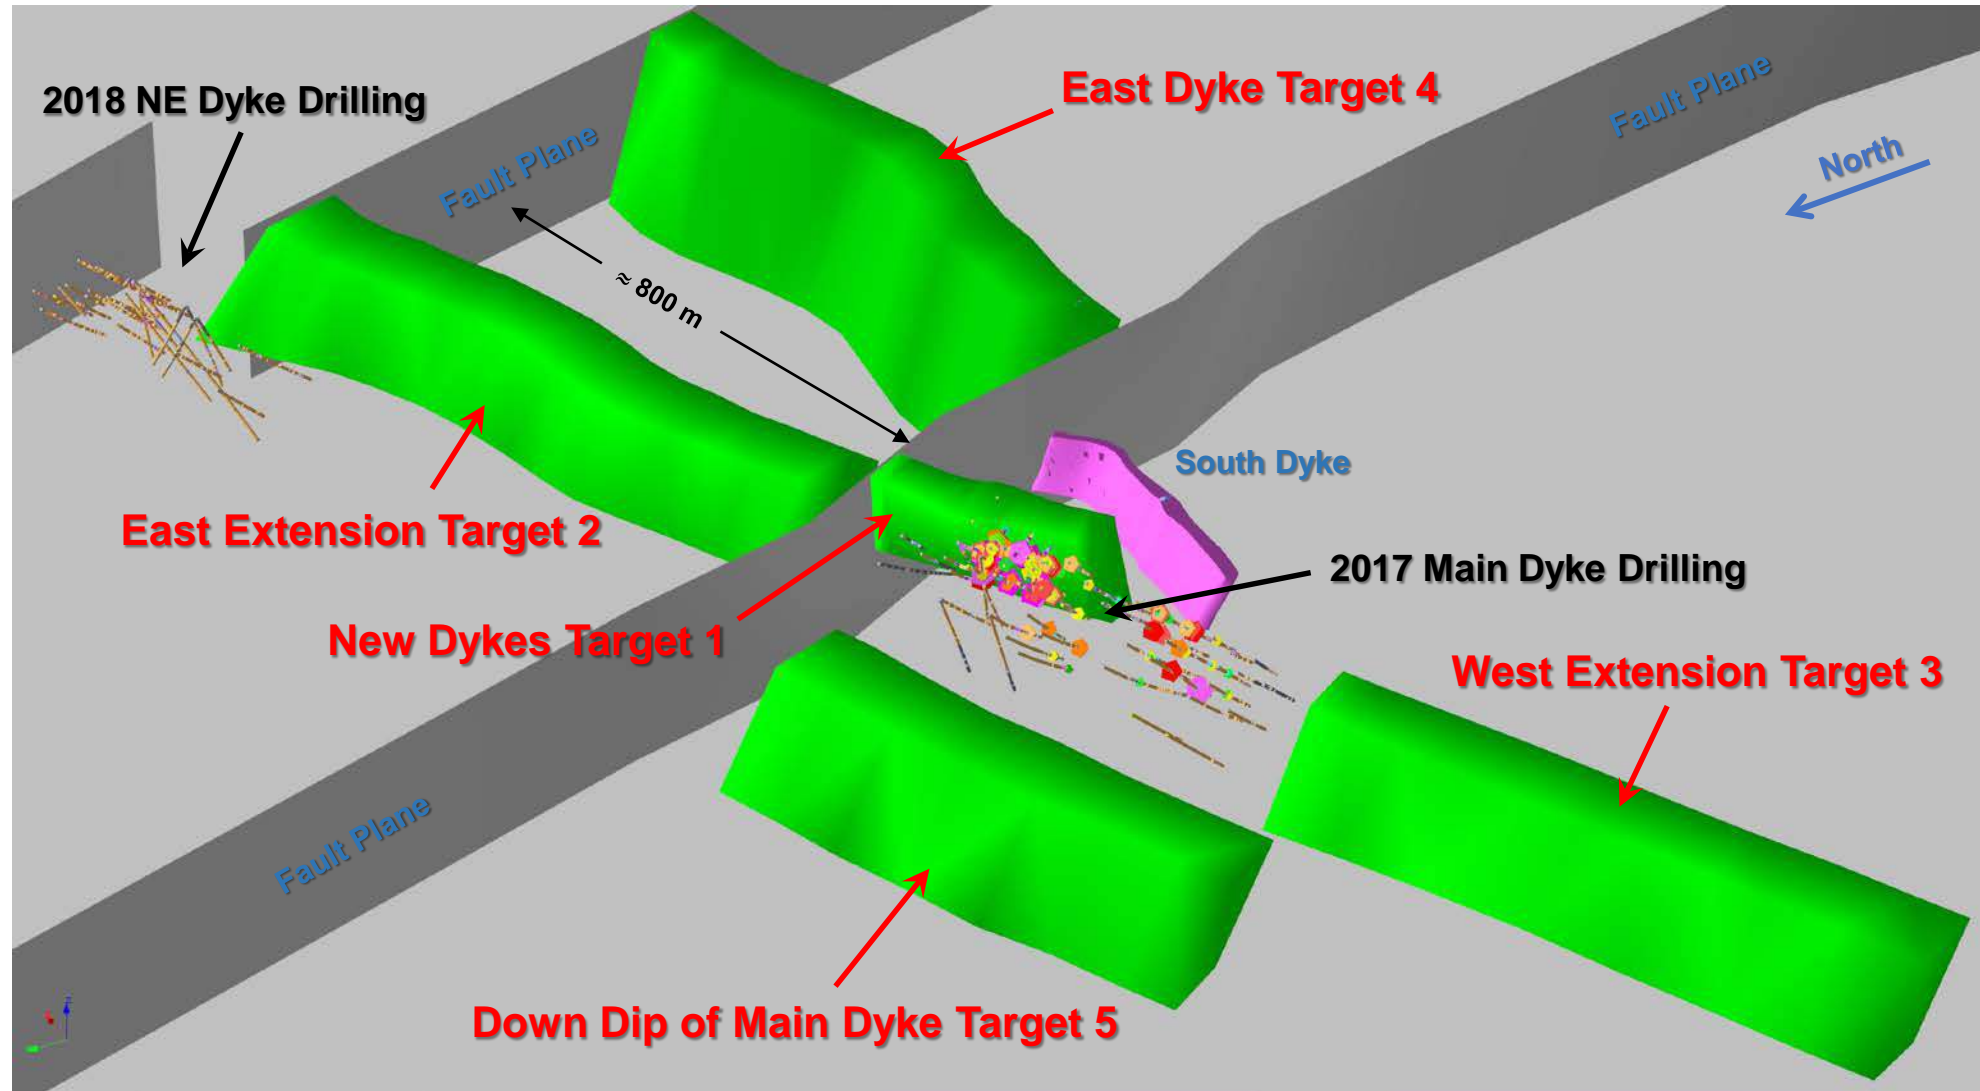 2018 NE Dyke Drilling
East Dyke Target 4
Fault Plane
North
Fault Plane
≈ 800 m
South Dyke
East Extension Target 2
2017 Main Dyke Drilling
New Dykes Target 1
West Extension Target 3
Fault Plane
Down Dip of Main Dyke Target 5